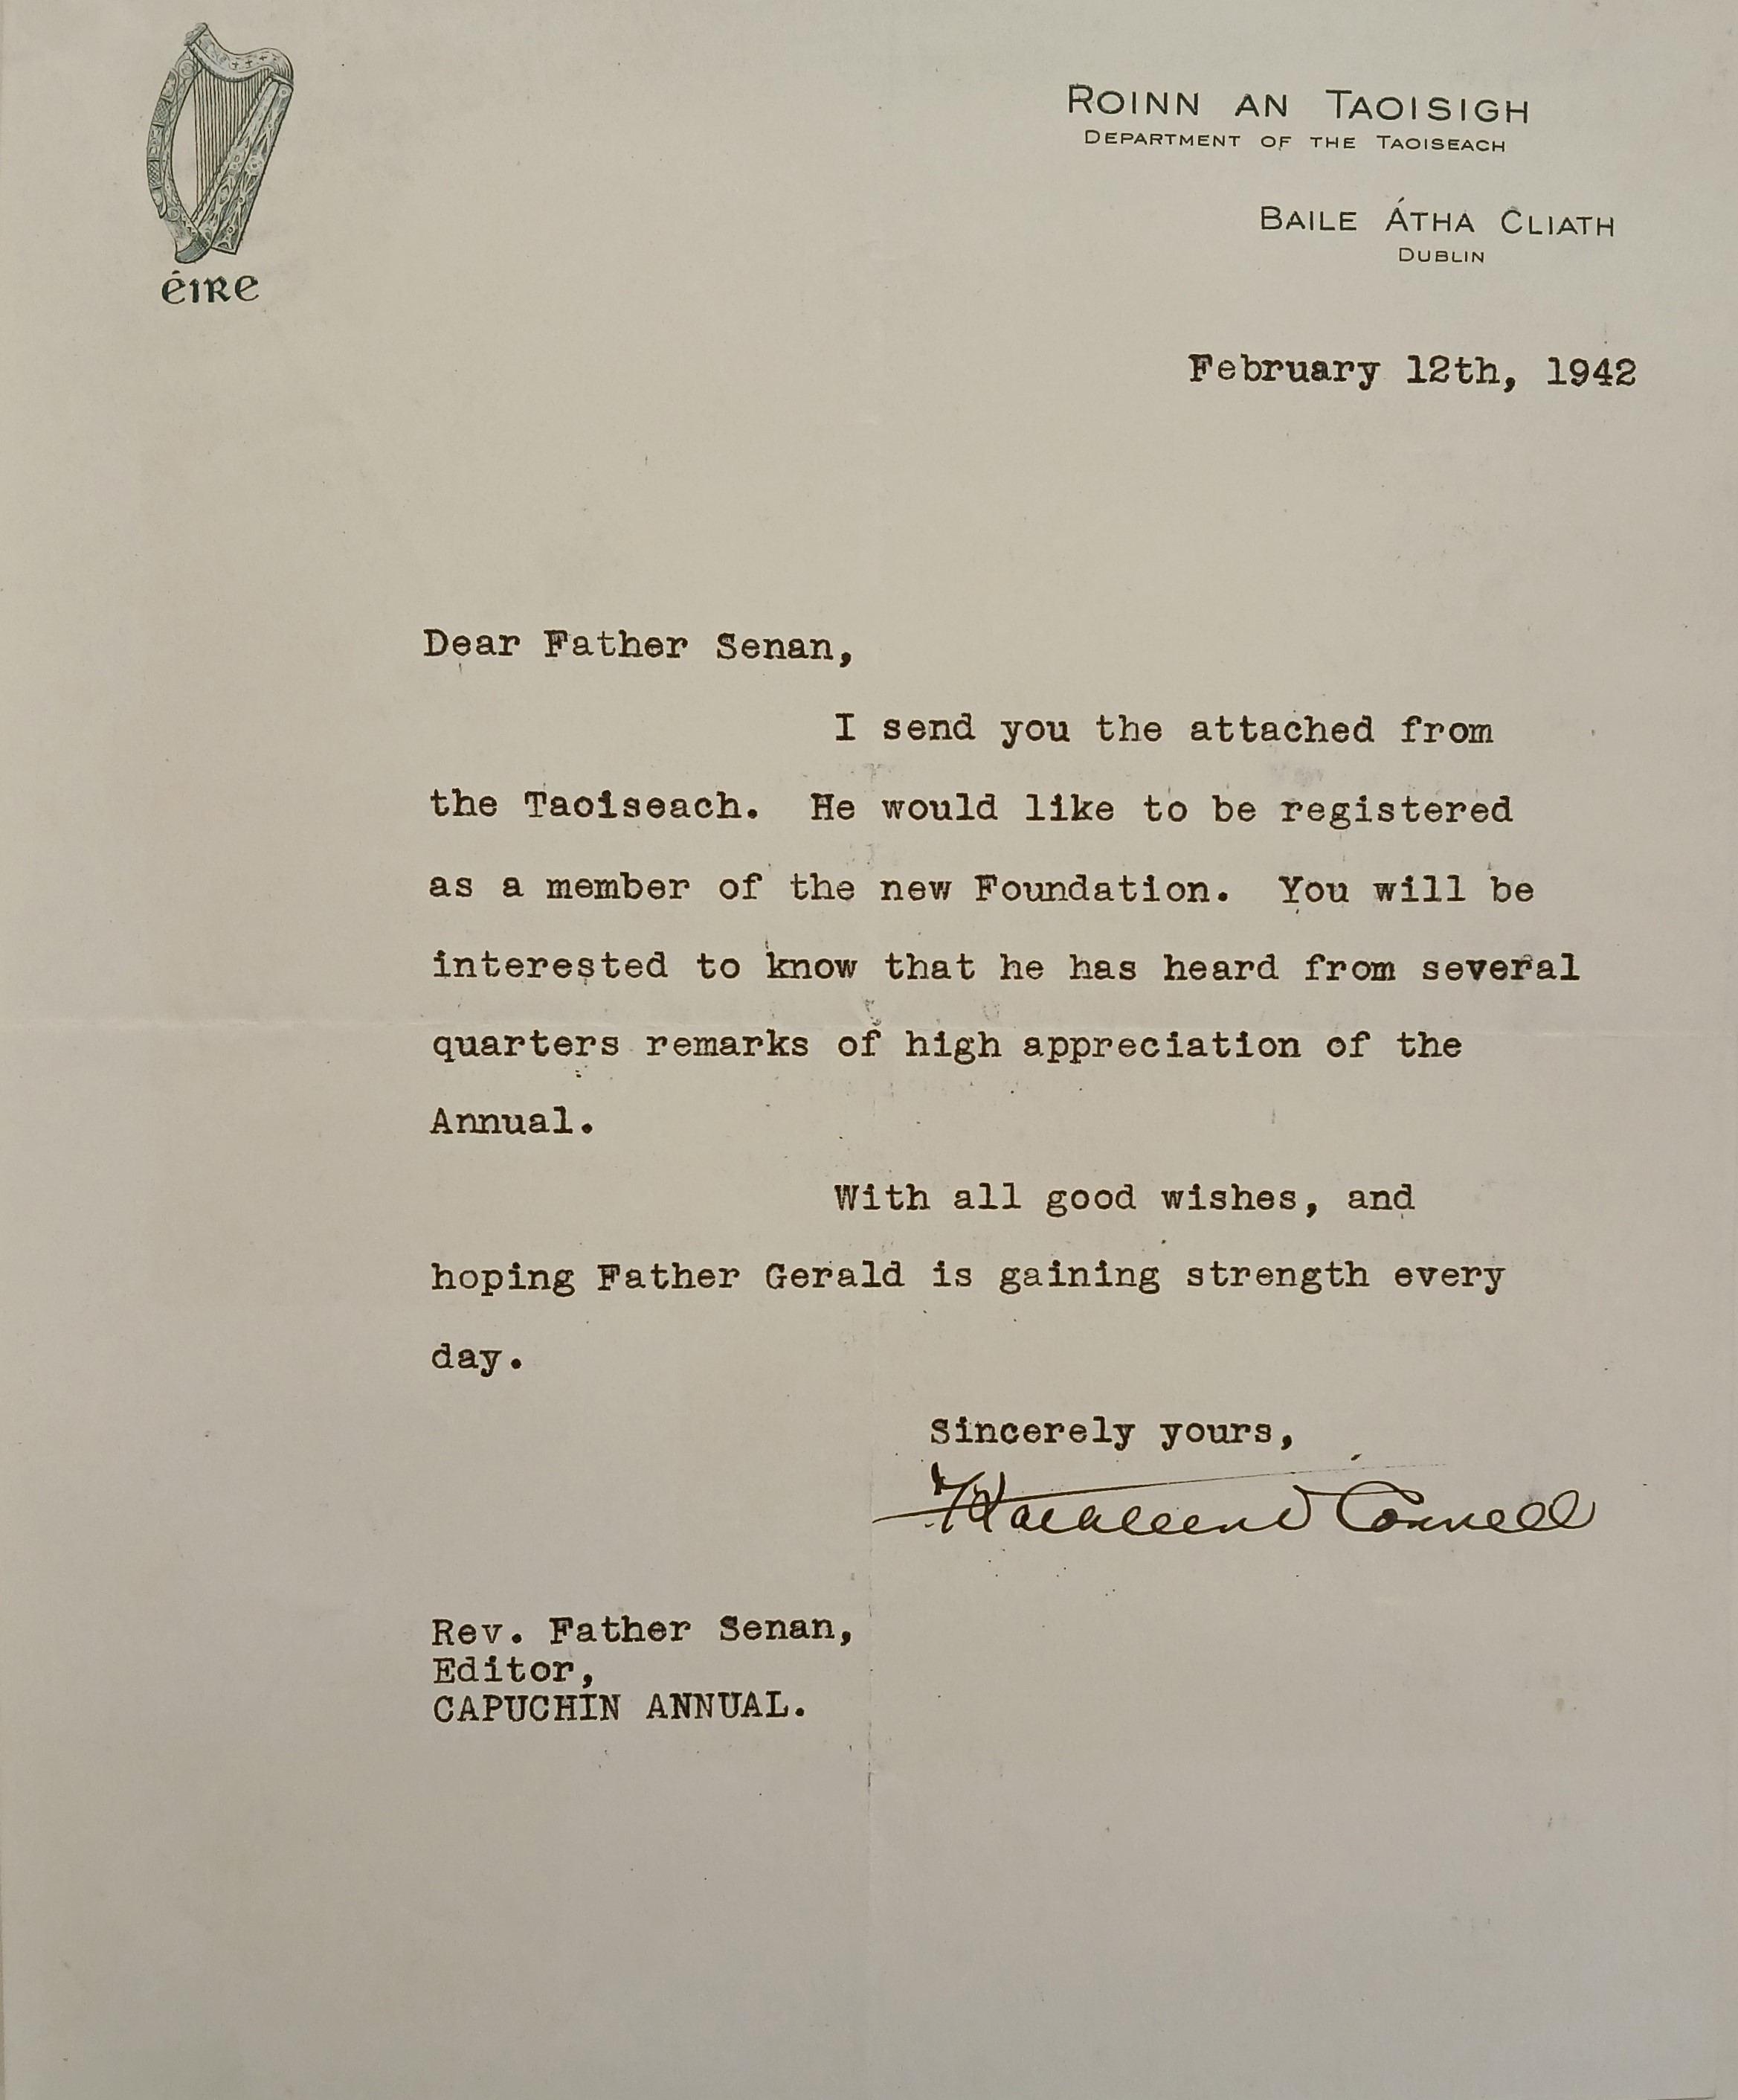 éire
ROINN AN TAOISIGH
DEPARTMENT OF THE TAOISEACH
BAILE ÁTHA CLIATH
DUBLIN
February 12th, 1942
Dear Father Senan,
I send you the attached from
the Taoiseach. He would like to be registered
as a member of the new Foundation. You will be
interested to know that he has heard from several
quarters remarks of high appreciation of the
Annual.
With all good wishes, and
hoping Father Gerald is gaining strength every
day.
Sincerely yours,
Kathleen O'Connell
Rev. Father Senan,
Editor,
CAPUCHIN ANNUAL.